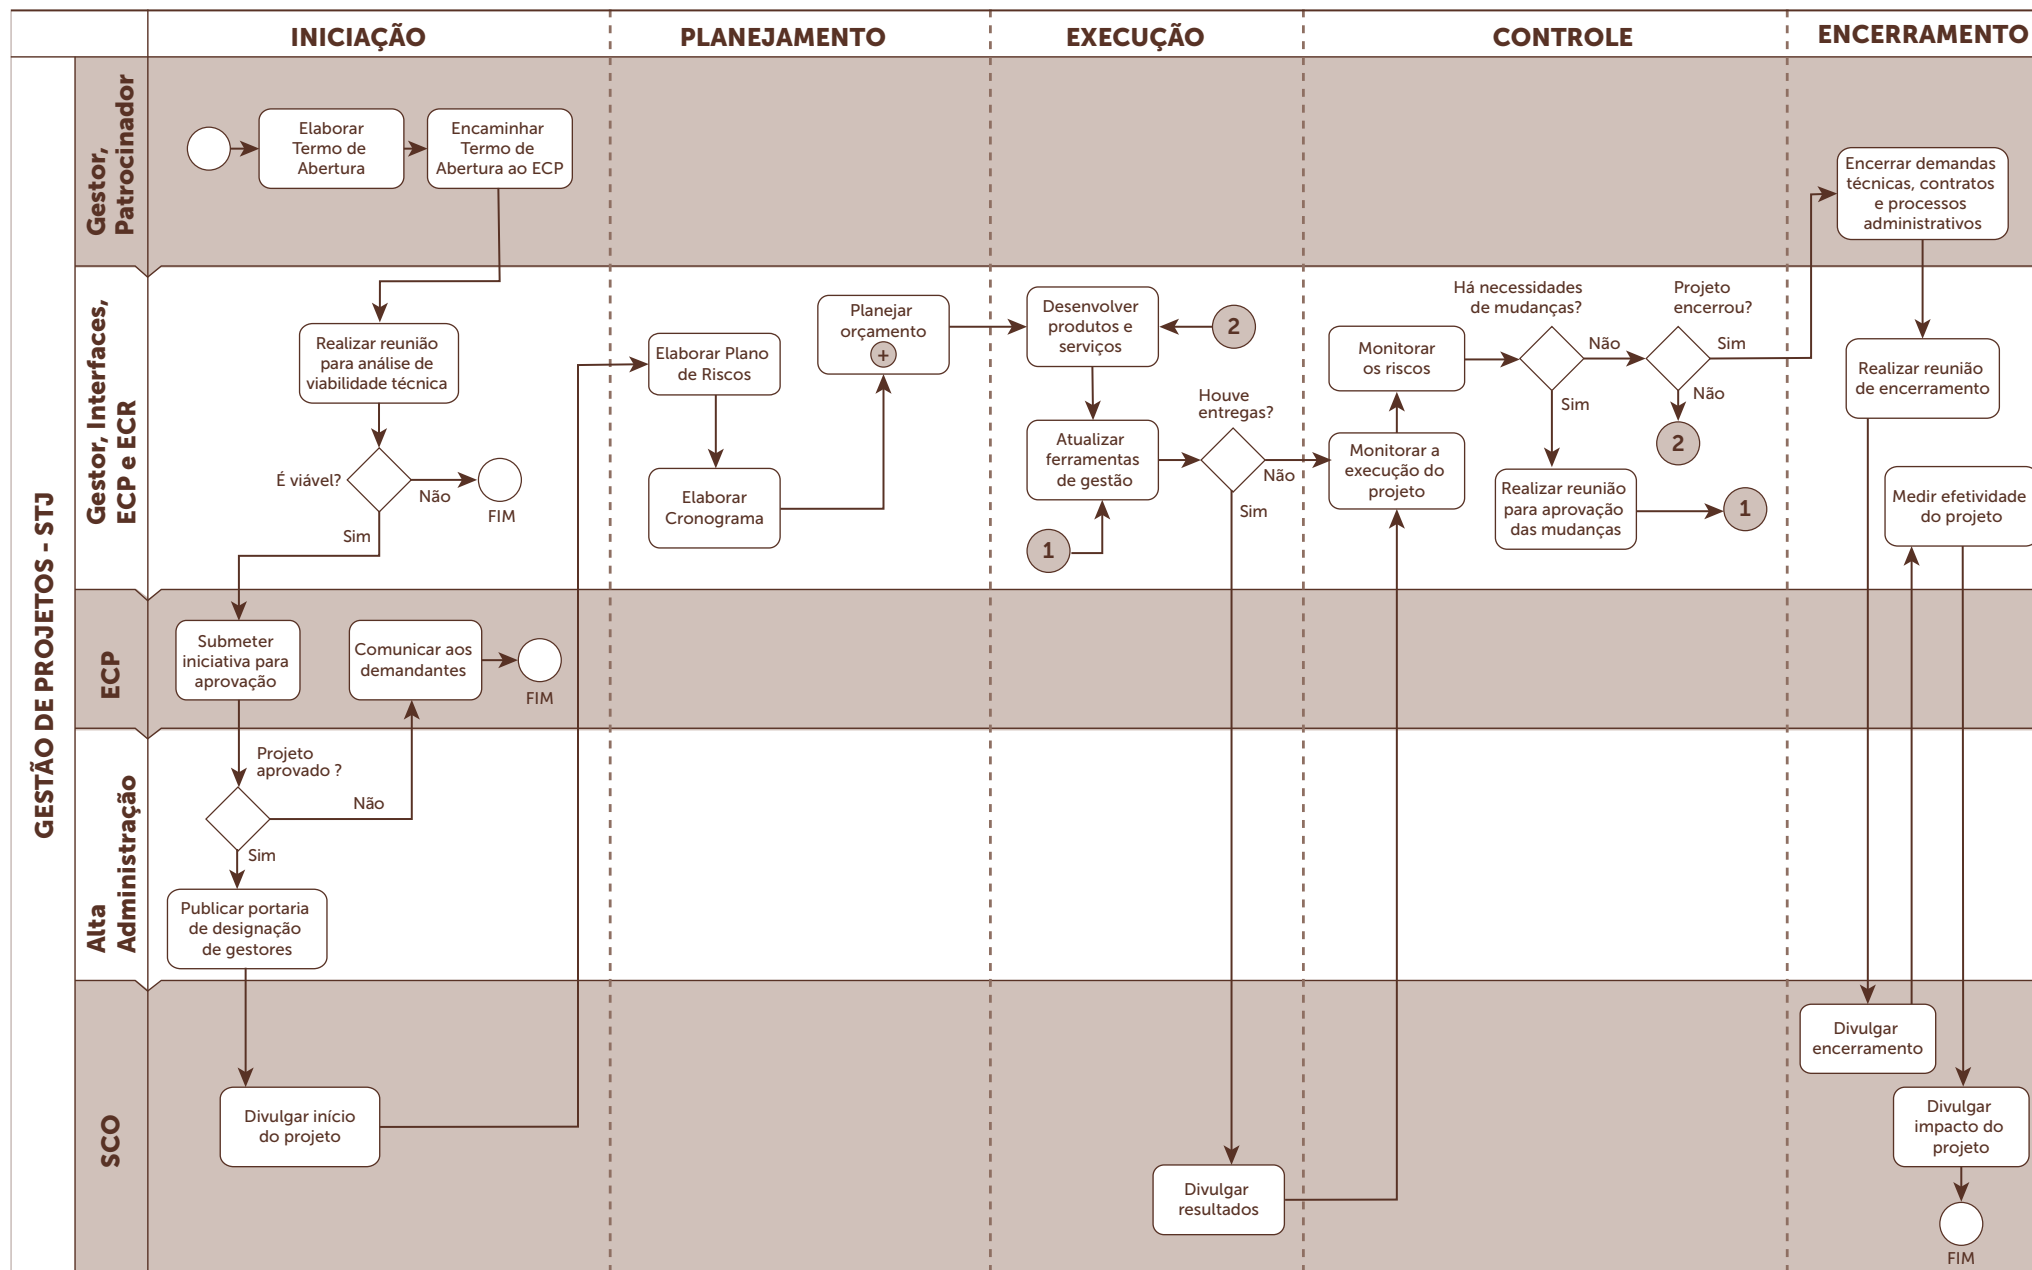 INICIAÇÃO
PLANEJAMENTO
EXECUÇÃO
CONTROLE
ENCERRAMENTO
GESTÃO DE PROJETOS - STJ
Gestor,
Patrocinador
Elaborar
Termo de
Abertura
Encaminhar
Termo de
Abertura ao ECP
Encerrar demandas
técnicas, contratos
e processos
administrativos
Gestor, Interfaces,
ECP e ECR
Realizar reunião
para análise de
viabilidade técnica
É viável?
Não
FIM
Sim
Elaborar Plano
de Riscos
Elaborar
Cronograma
Planejar
orçamento
+
Desenvolver
produtos e
serviços
2
Atualizar
ferramentas
de gestão
1
Houve
entregas?
Não
Sim
Monitorar
os riscos
Monitorar a
execução do
projeto
Há necessidades
de mudanças?
Não
Sim
Realizar reunião
para aprovação
das mudanças
1
Projeto
encerrou?
Sim
Não
2
Realizar reunião
de encerramento
Medir efetividade
do projeto
ECP
Submeter
iniciativa para
aprovação
Comunicar aos
demandantes
FIM
Alta
Administração
Projeto
aprovado ?
Não
Sim
Publicar portaria
de designação
de gestores
SCO
Divulgar início
do projeto
Divulgar
resultados
Divulgar
encerramento
Divulgar
impacto do
projeto
FIM